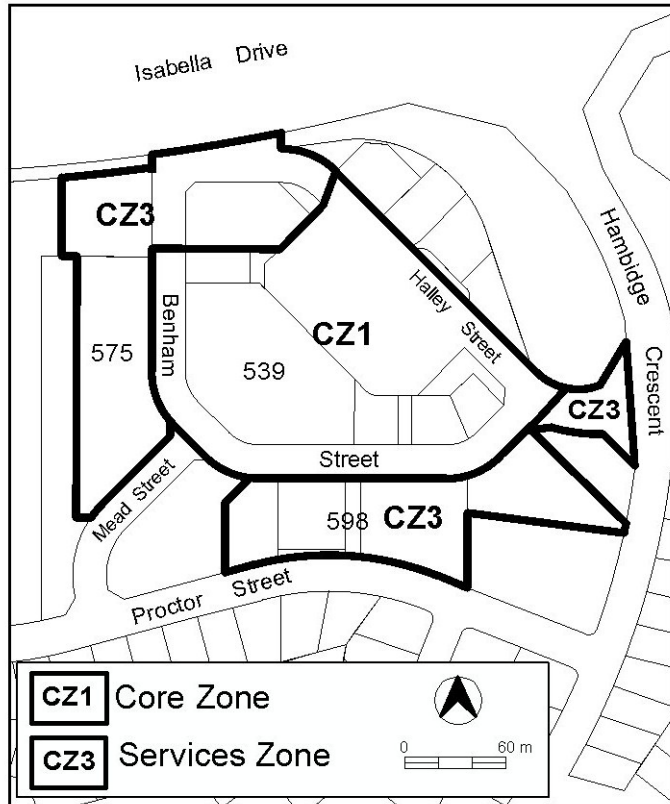 Isabella Drive
CZ3
Hambidge
Crescent
Benham
Halley Street
CZ1
575
539
CZ3
Street
Mead Street
598
CZ3
Proctor Street
CZ1 Core Zone
CZ3 Services Zone
0 60 m